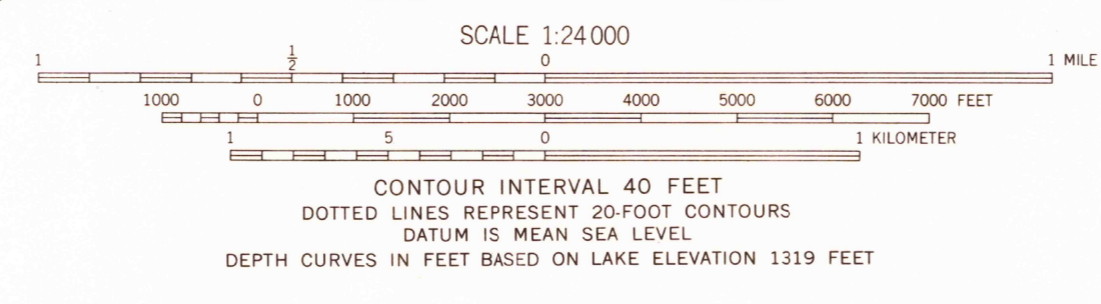 SCALE 1:24 000
1 ½ 0 1 MILE
1000 0 1000 2000 3000 4000 5000 6000 7000 FEET
1 5 0 1 KILOMETER
CONTOUR INTERVAL 40 FEET
DOTTED LINES REPRESENT 20-FOOT CONTOURS
DATUM IS MEAN SEA LEVEL
DEPTH CURVES IN FEET BASED ON LAKE ELEVATION 1319 FEET